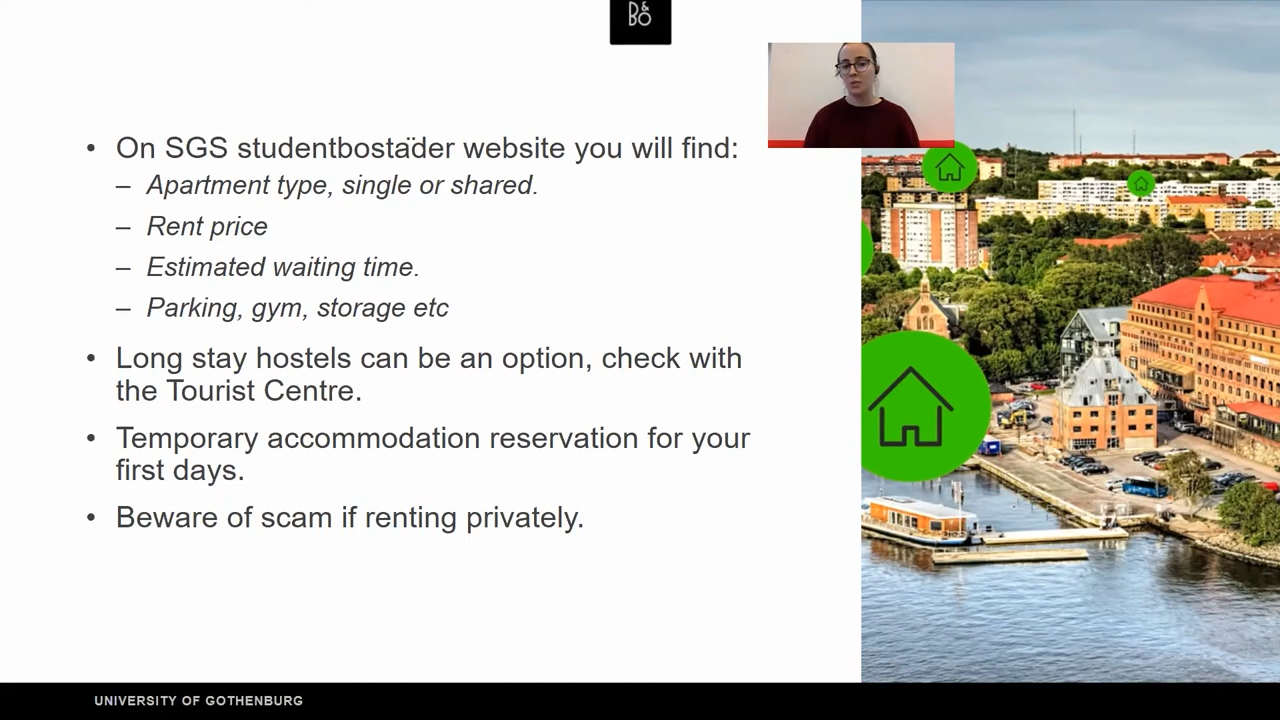 B&
BO
• On SGS studentbostäder website you will find:
– Apartment type, single or shared.
– Rent price
– Estimated waiting time.
– Parking, gym, storage etc
• Long stay hostels can be an option, check with
the Tourist Centre.
• Temporary accommodation reservation for your
first days.
• Beware of scam if renting privately.
UNIVERSITY OF GOTHENBURG